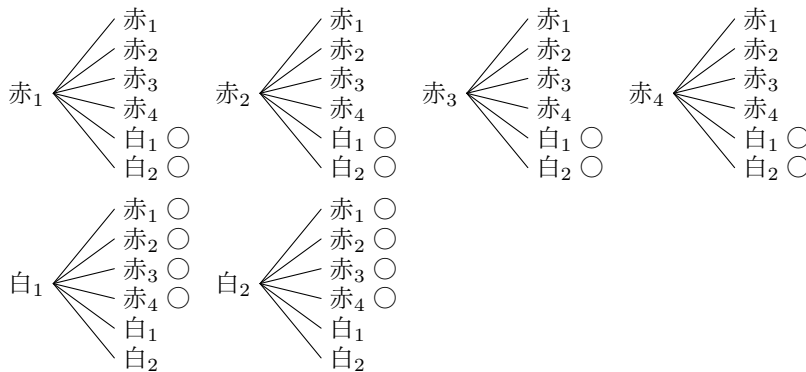 赤1 赤1 赤2 赤3 赤4 白1 ○ 白2 ○
赤2 赤1 赤2 赤3 赤4 白1 ○ 白2 ○
赤3 赤1 赤2 赤3 赤4 白1 ○ 白2 ○
赤4 赤1 赤2 赤3 赤4 白1 ○ 白2 ○
白1 赤1 ○ 赤2 ○ 赤3 ○ 赤4 ○ 白1 白2
白2 赤1 ○ 赤2 ○ 赤3 ○ 赤4 ○ 白1 白2